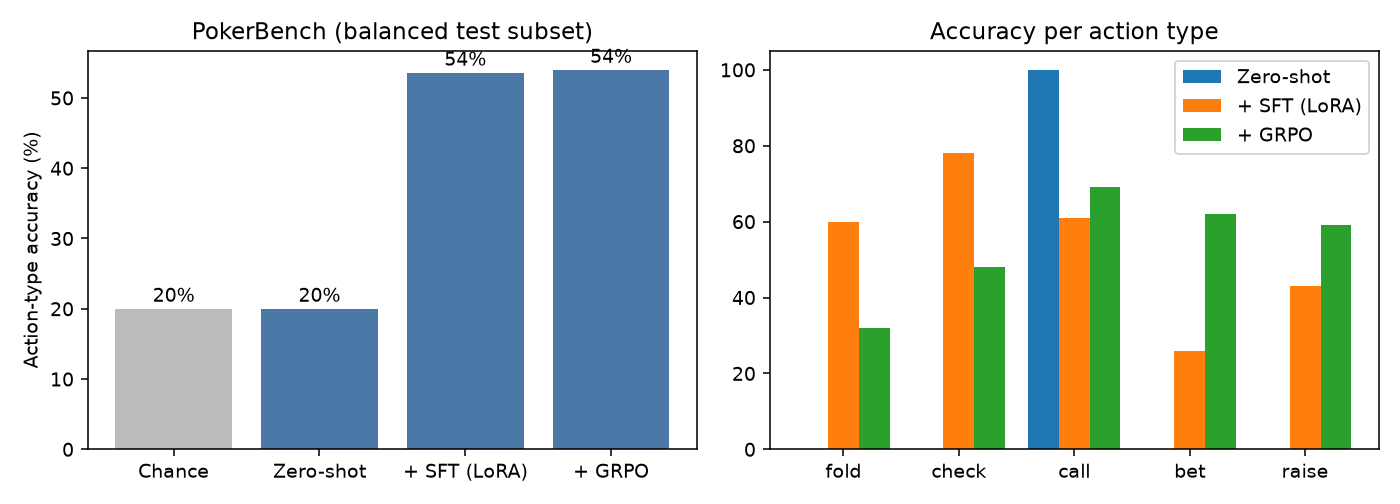 PokerBench (balanced test subset)
Action-type accuracy (%)
50
40
30
20
10
0
20%
20%
54%
54%
Chance
Zero-shot
+ SFT (LoRA)
+ GRPO
Accuracy per action type
100
80
60
40
20
0
Zero-shot
+ SFT (LoRA)
+ GRPO
fold
check
call
bet
raise